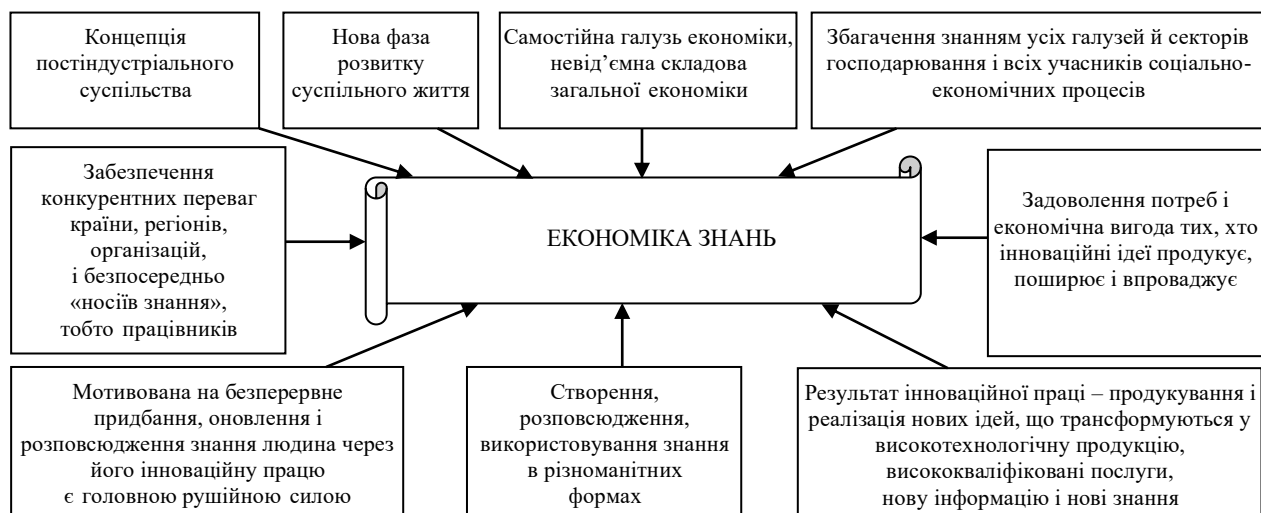 Концепція
постіндустріального
суспільства
Нова фаза
розвитку
суспільного життя
Самостійна галузь економіки,
невід’ємна складова
загальної економіки
Збагачення знанням усіх галузей й секторів
господарювання і всіх учасників соціально-
економічних процесів
Забезпечення
конкурентних переваг
країни, регіонів,
організацій,
і безпосередньо
«носіїв знання»,
тобто працівників
ЕКОНОМІКА ЗНАНЬ
Задоволення потреб і
економічна вигода тих, хто
інноваційні ідеї продукує,
поширює і впроваджує
Мотивована на безперервне
придбання, оновлення і
розповсюдження знання людина через
його інноваційну працю
є головною рушійною силою
Створення,
розповсюдження,
використовування знання
в різноманітних
формах
Результат інноваційної праці – продукування і
реалізація нових ідей, що трансформуються у
високотехнологічну продукцію,
висококваліфіковані послуги,
нову інформацію і нові знання